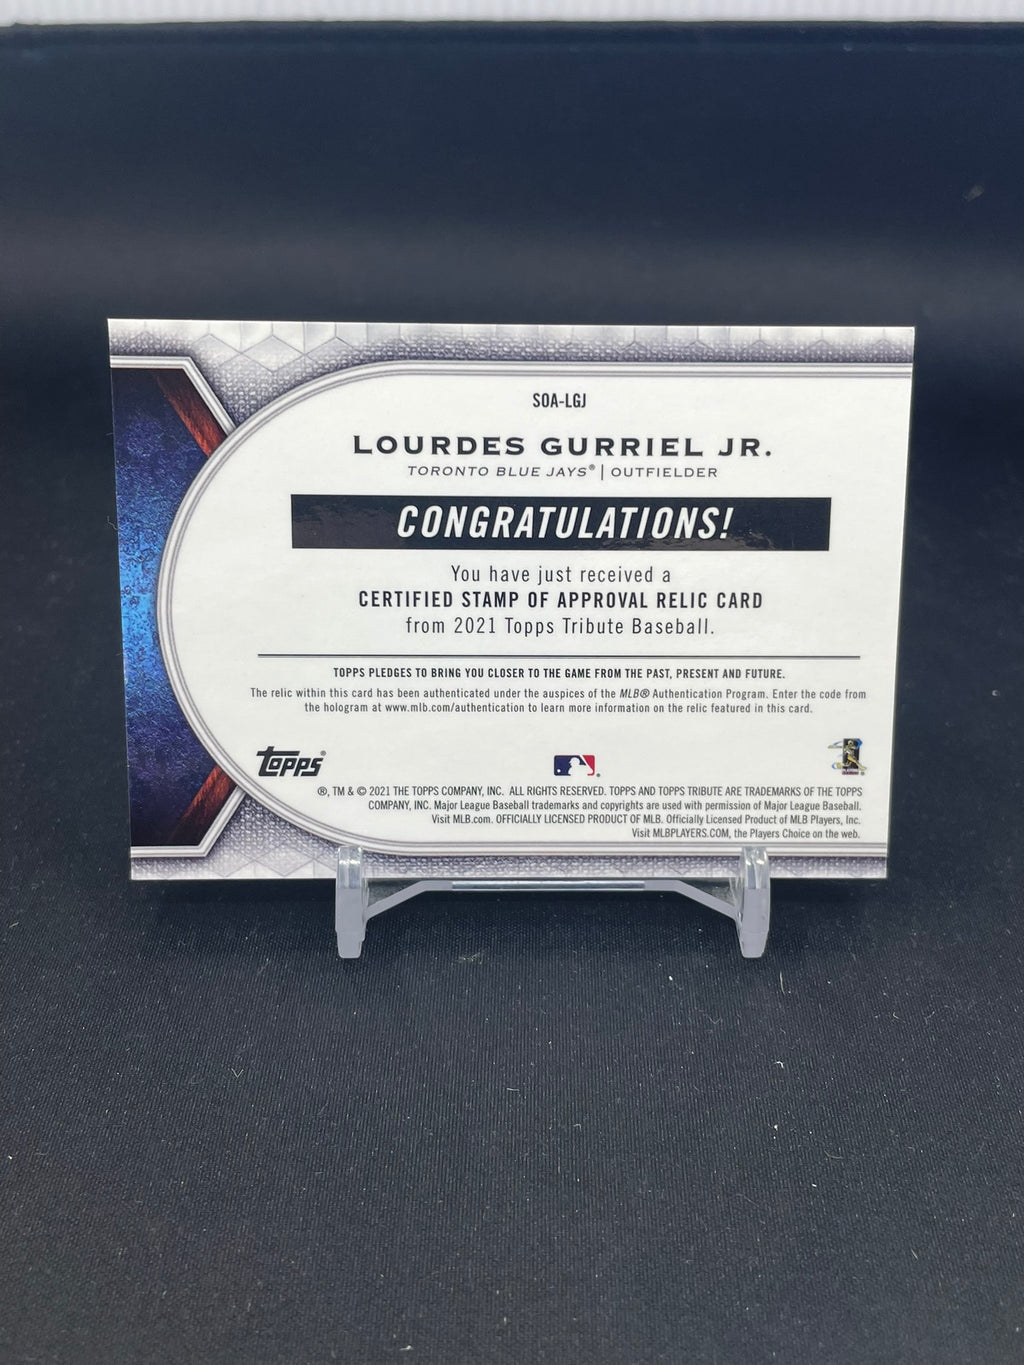 SOA-LGJ
LOURDES GURRIEL JR.
TORONTO BLUE JAYS® | OUTFIELDER
CONGRATULATIONS!
You have just received a
CERTIFIED STAMP OF APPROVAL RELIC CARD
from 2021 Topps Tribute Baseball.
TOPPS PLEDGES TO BRING YOU CLOSER TO THE GAME FROM THE PAST, PRESENT AND FUTURE.
The relic within this card has been authenticated under the auspices of the MLB® Authentication Program. Enter the code from
the hologram at www.mlb.com/authentication to learn more information on the relic featured in this card.
topps®
®, TM & © 2021 THE TOPPS COMPANY, INC. ALL RIGHTS RESERVED. TOPPS AND TOPPS TRIBUTE ARE TRADEMARKS OF THE TOPPS
COMPANY, INC. Major League Baseball trademarks and copyrights are used with permission of Major League Baseball.
Visit MLB.com. OFFICIALLY LICENSED PRODUCT OF MLB. Officially Licensed Product of MLB Players, Inc.
Visit MLBPLAYERS.COM, the Players Choice on the web.